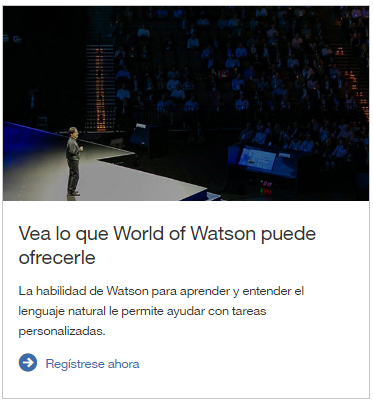 Vea lo que World of Watson puede
ofrecerle
La habilidad de Watson para aprender y entender el
lenguaje natural le permite ayudar con tareas
personalizadas.
Regístrese ahora